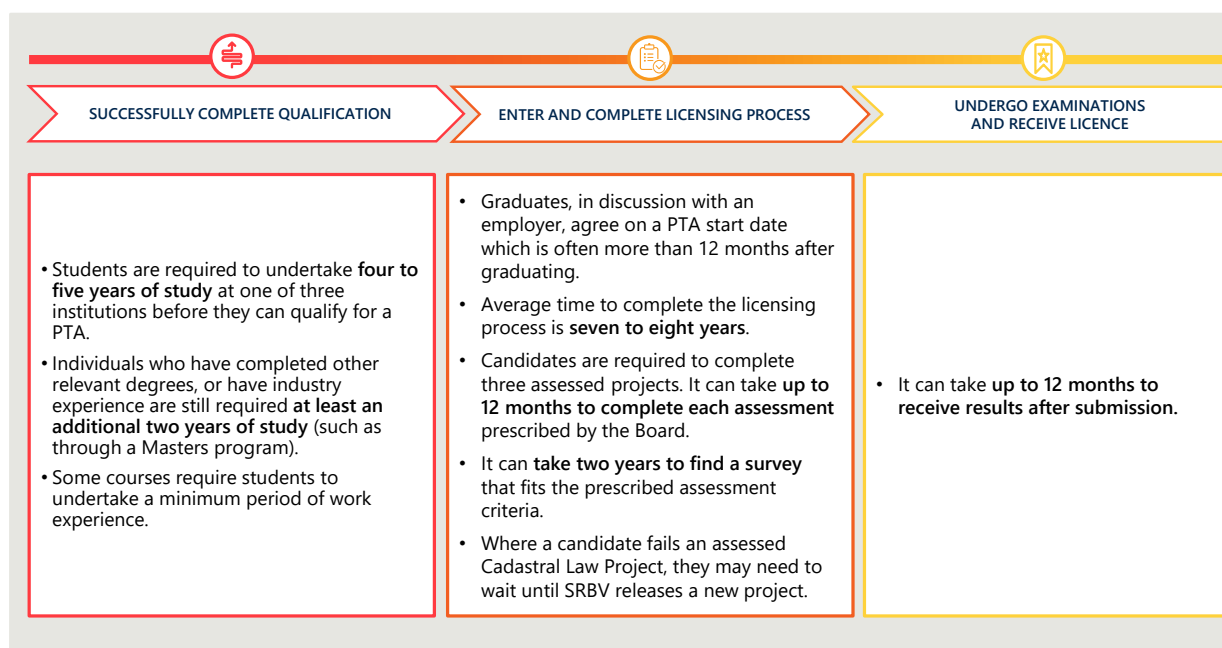 SUCCESSFULLY COMPLETE QUALIFICATION
ENTER AND COMPLETE LICENSING PROCESS
UNDERGO EXAMINATIONS
AND RECEIVE LICENCE
• Students are required to undertake four to
five years of study at one of three
institutions before they can qualify for a
PTA.
• Individuals who have completed other
relevant degrees, or have industry
experience are still required at least an
additional two years of study (such as
through a Masters program).
• Some courses require students to
undertake a minimum period of work
experience.
• Graduates, in discussion with an
employer, agree on a PTA start date
which is often more than 12 months after
graduating.
• Average time to complete the licensing
process is seven to eight years.
• Candidates are required to complete
three assessed projects. It can take up to
12 months to complete each assessment
prescribed by the Board.
• It can take two years to find a survey
that fits the prescribed assessment
criteria.
• Where a candidate fails an assessed
Cadastral Law Project, they may need to
wait until SRBV releases a new project.
• It can take up to 12 months to
receive results after submission.